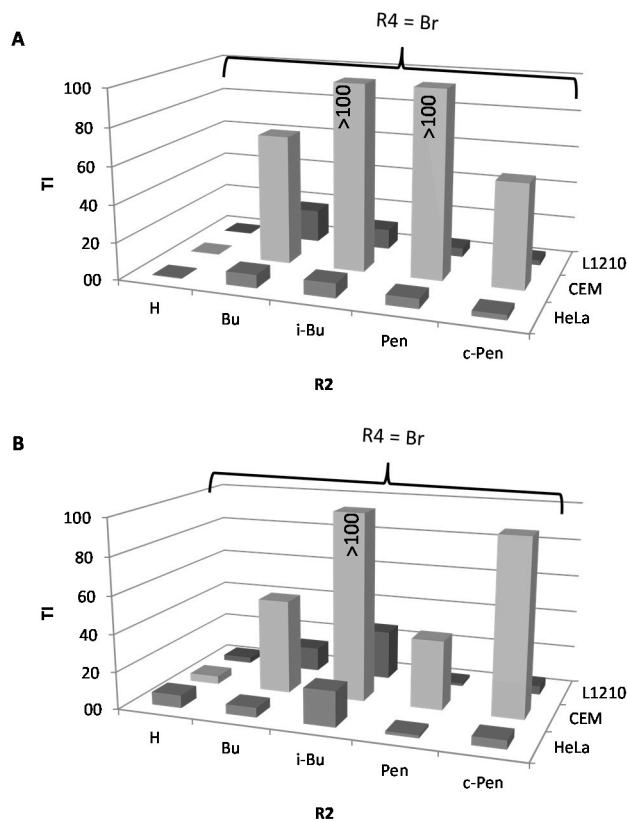 A
R4 = Br
TI
100
80
60
40
20
00
>100
>100
L1210
CEM
HeLa
H
Bu
i-Bu
Pen
c-Pen
R2
B
R4 = Br
TI
100
80
60
40
20
00
>100
L1210
CEM
HeLa
H
Bu
i-Bu
Pen
c-Pen
R2